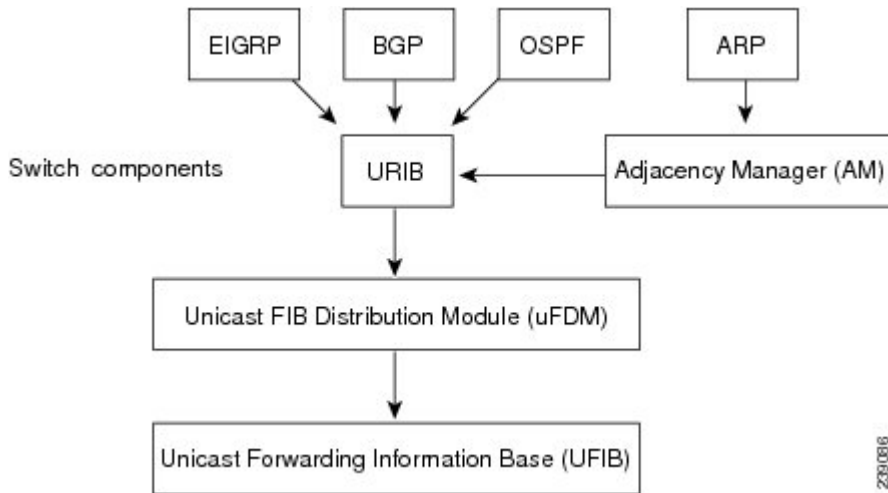 EIGRP
BGP
OSPF
ARP
Switch components
URIB
Adjacency Manager (AM)
Unicast FIB Distribution Module (uFDM)
Unicast Forwarding Information Base (UFIB)
239086